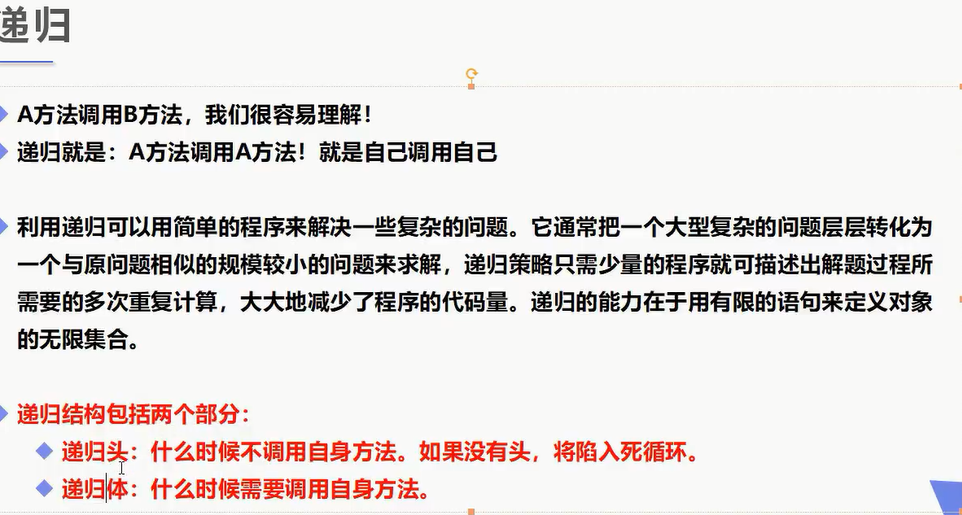 递归
A方法调用B方法，我们很容易理解！
递归就是：A方法调用A方法！就是自己调用自己
利用递归可以用简单的程序来解决一些复杂的问题。它通常把一个大型复杂的问题层层转化为
一个与原问题相似的规模较小的问题来求解，递归策略只需少量的程序就可描述出解题过程所
需要的多次重复计算，大大地减少了程序的代码量。递归的能力在于用有限的语句来定义对象
的无限集合。
递归结构包括两个部分：
递归头：什么时候不调用自身方法。如果没有头，将陷入死循环。
递归体：什么时候需要调用自身方法。